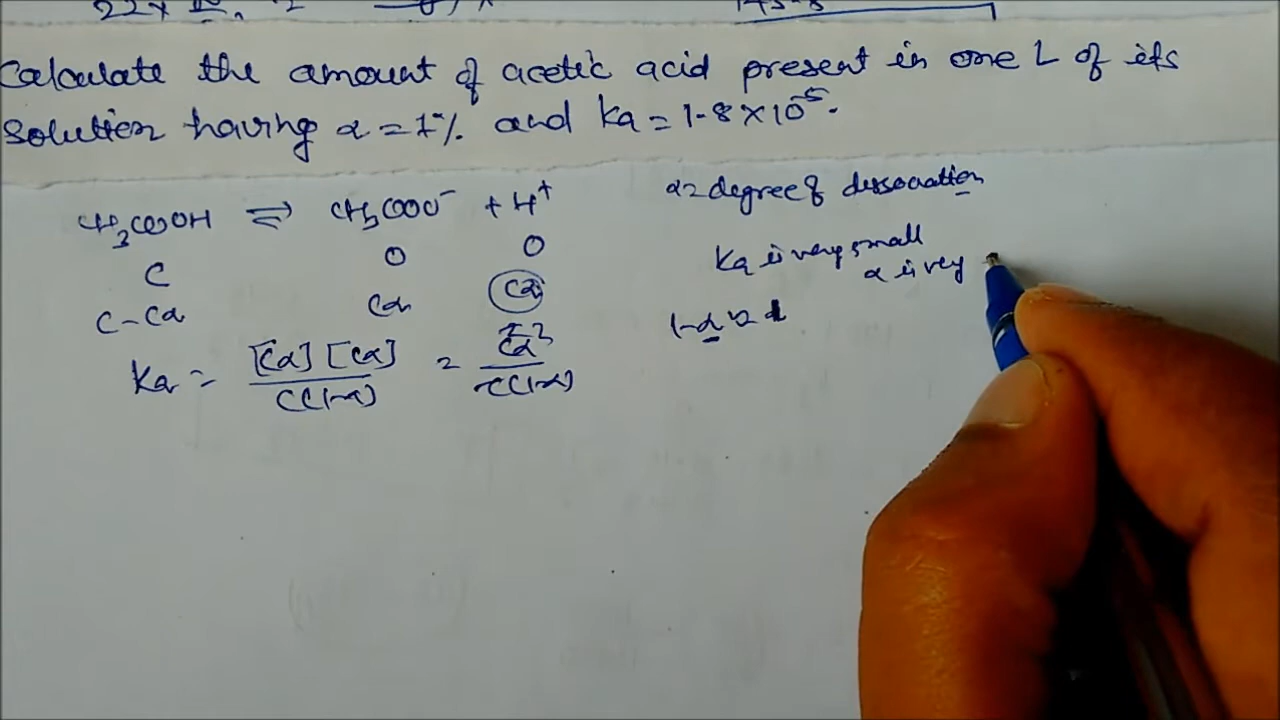 Calculate the amount of acetic acid present in one L of its
solution having α = 1% and Ka = 1.8×10⁻⁵.
α = degree of dissociation
CH₃COOH ⇌ CH₃COO⁻ + H⁺
Ka is very small
α is very
C 0 0
C-Cα Cα Cα
1-α ≈ 1
Ka = [Cα][Cα] / C(1-α) = C²α² / C(1-α)